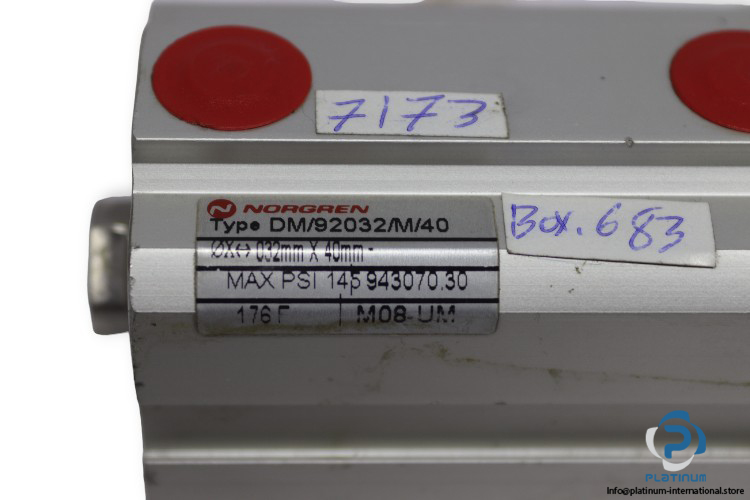 7173
NORGREN
Type DM/92032/M/40
ØX↔ 032mm X 40mm
Box. 683
MAX PSI 145 943070.30
176F M08-UM
PLATINUM
Info@platinum-international.store